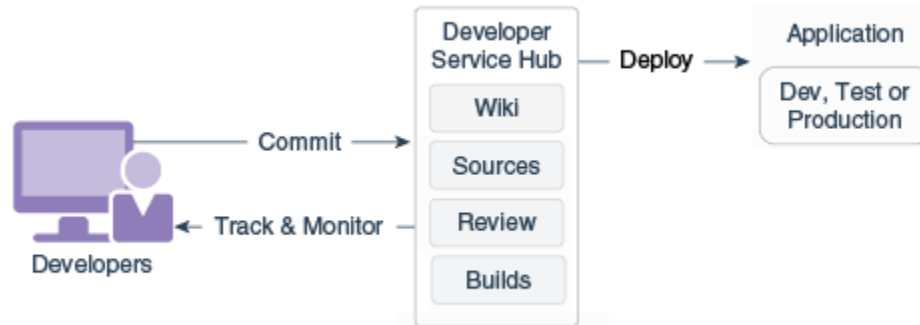 Developer
Service Hub
Wiki
Sources
Review
Builds
Commit
Track & Monitor
Developers
Deploy
Application
Dev, Test or
Production